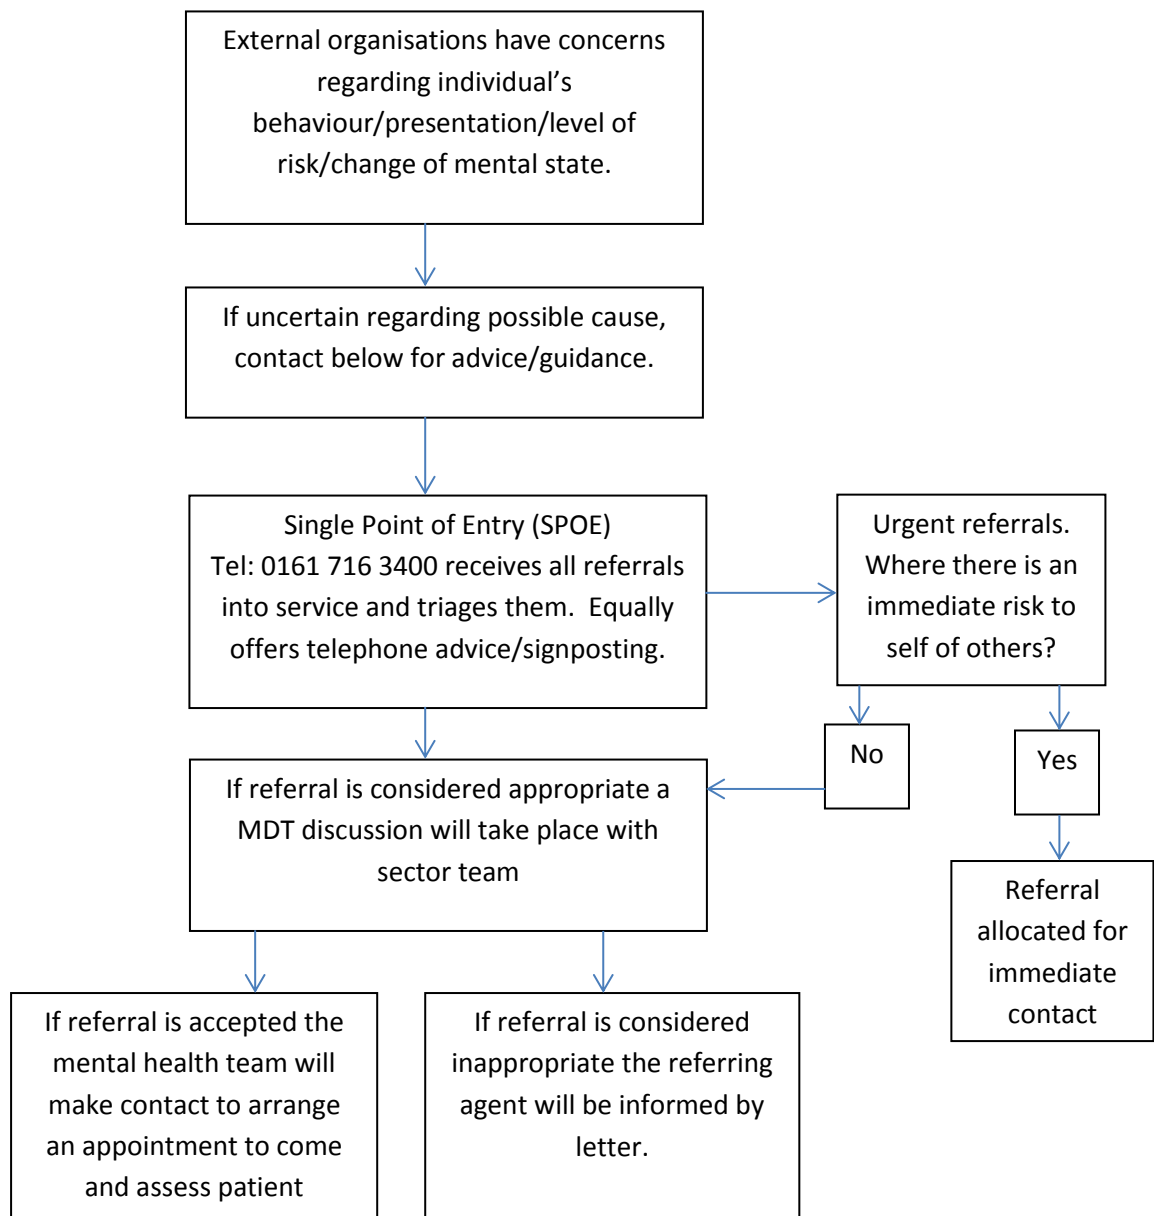 External organisations have concerns
regarding individual’s
behaviour/presentation/level of
risk/change of mental state.
If uncertain regarding possible cause,
contact below for advice/guidance.
Single Point of Entry (SPOE)
Tel: 0161 716 3400 receives all referrals
into service and triages them.  Equally
offers telephone advice/signposting.
Urgent referrals.
Where there is an
immediate risk to
self of others?
No
Yes
If referral is considered appropriate a
MDT discussion will take place with
sector team
Referral
allocated for
immediate
contact
If referral is accepted the
mental health team will
make contact to arrange
an appointment to come
and assess patient
If referral is considered
inappropriate the referring
agent will be informed by
letter.